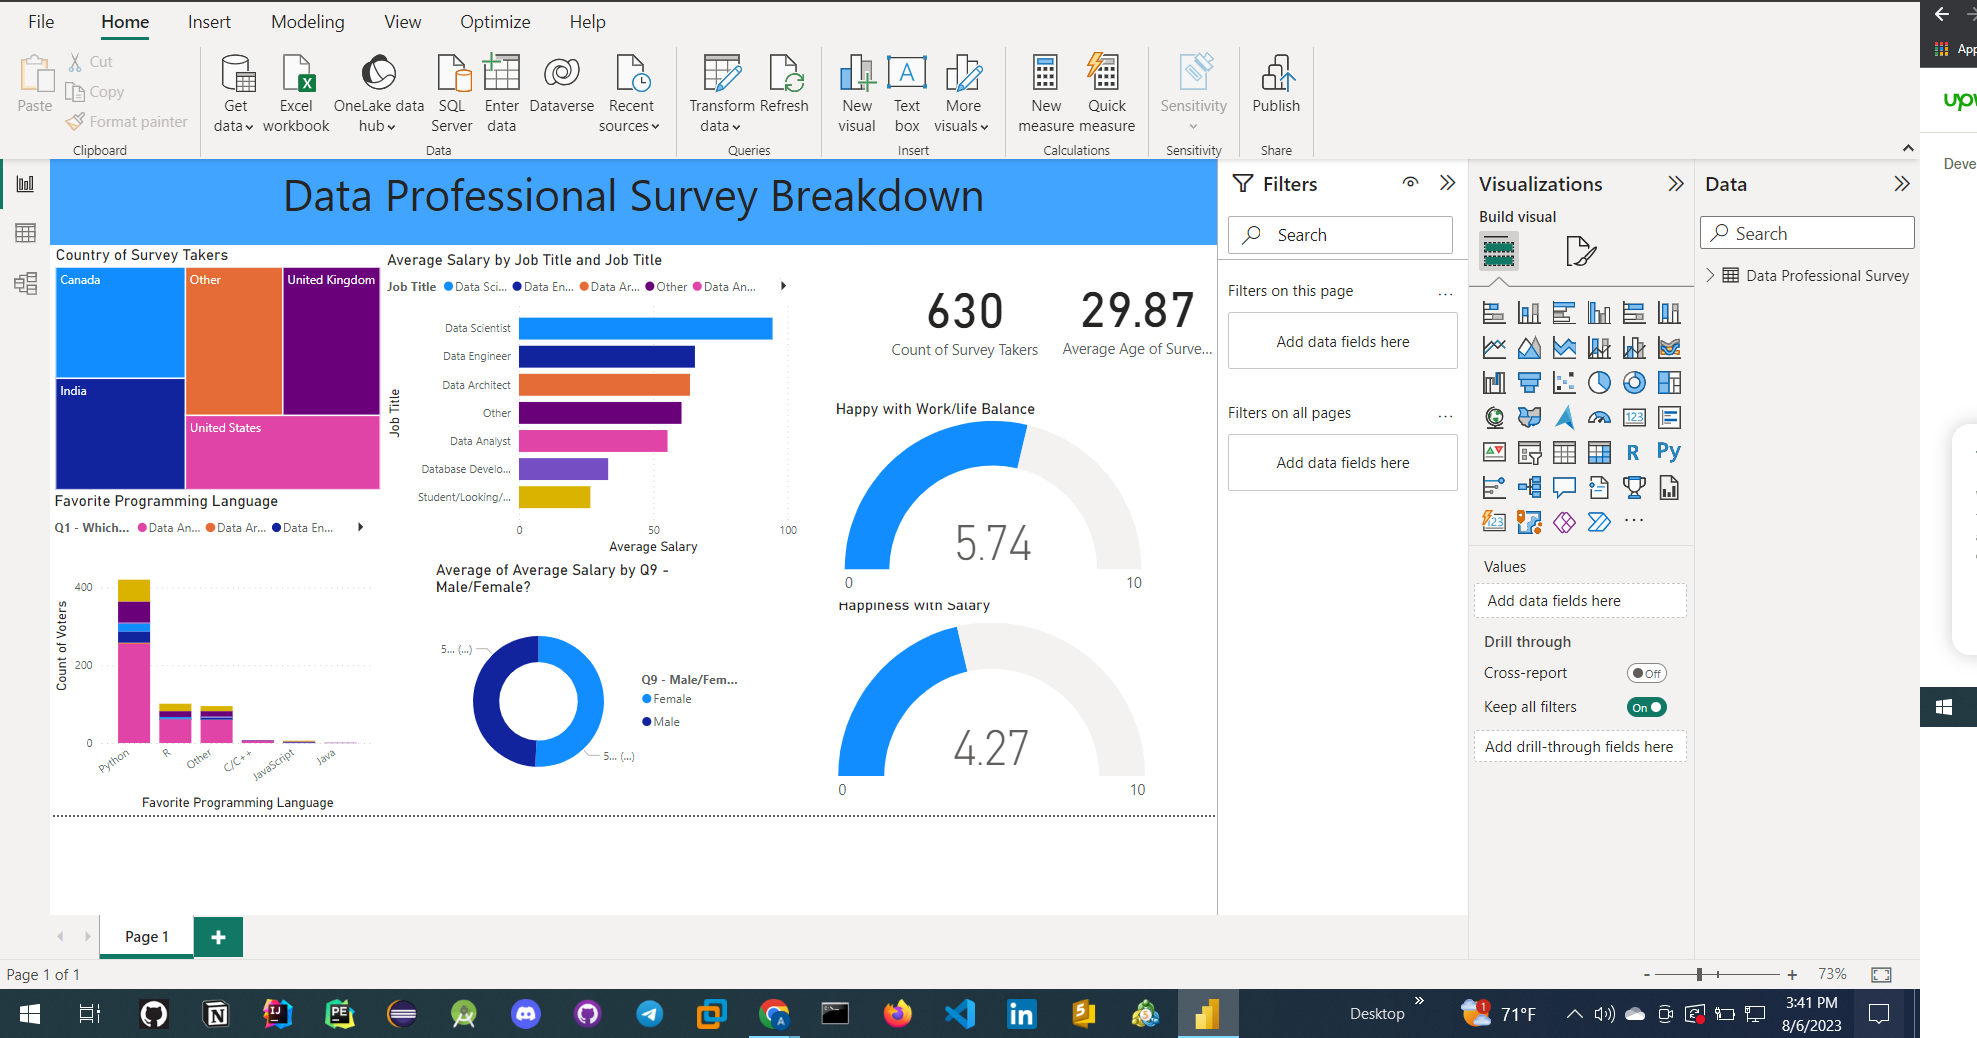 File Home Insert Modeling View Optimize Help
Paste
Cut
Copy
Format painter
Clipboard
Get data
Excel workbook
OneLake data hub
SQL Server
Enter data
Dataverse
Recent sources
Data
Transform data
Refresh
Queries
New visual
Text box
More visuals
Insert
New measure
Quick measure
Calculations
Sensitivity
Sensitivity
Publish
Share
Data Professional Survey Breakdown
Country of Survey Takers
Canada
Other
United Kingdom
India
United States
Average Salary by Job Title and Job Title
Job Title Data Sci... Data En... Data Ar... Other Data An...
Job Title
Data Scientist
Data Engineer
Data Architect
Other
Data Analyst
Database Develo...
Student/Looking/...
0 50 100
Average Salary
630
Count of Survey Takers
29.87
Average Age of Surve...
Favorite Programming Language
Q1 - Which... Data An... Data Ar... Data En...
Count of Voters
400
200
0
Python R Other C/C++ JavaScript Java
Favorite Programming Language
Average of Average Salary by Q9 -
Male/Female?
5... (...)
5... (...)
Q9 - Male/Fem...
Female
Male
Happy with Work/life Balance
5.74
0 10
Happiness with Salary
4.27
0 10
Filters
Search
Filters on this page ...
Add data fields here
Filters on all pages ...
Add data fields here
Visualizations
Build visual
123
R
Py
123
...
Values
Add data fields here
Drill through
Cross-report Off
Keep all filters On
Add drill-through fields here
Data
Search
Data Professional Survey
App
upw
Deve
Page 1
+
Page 1 of 1
- + 73%
Desktop
1
71°F
3:41 PM
8/6/2023